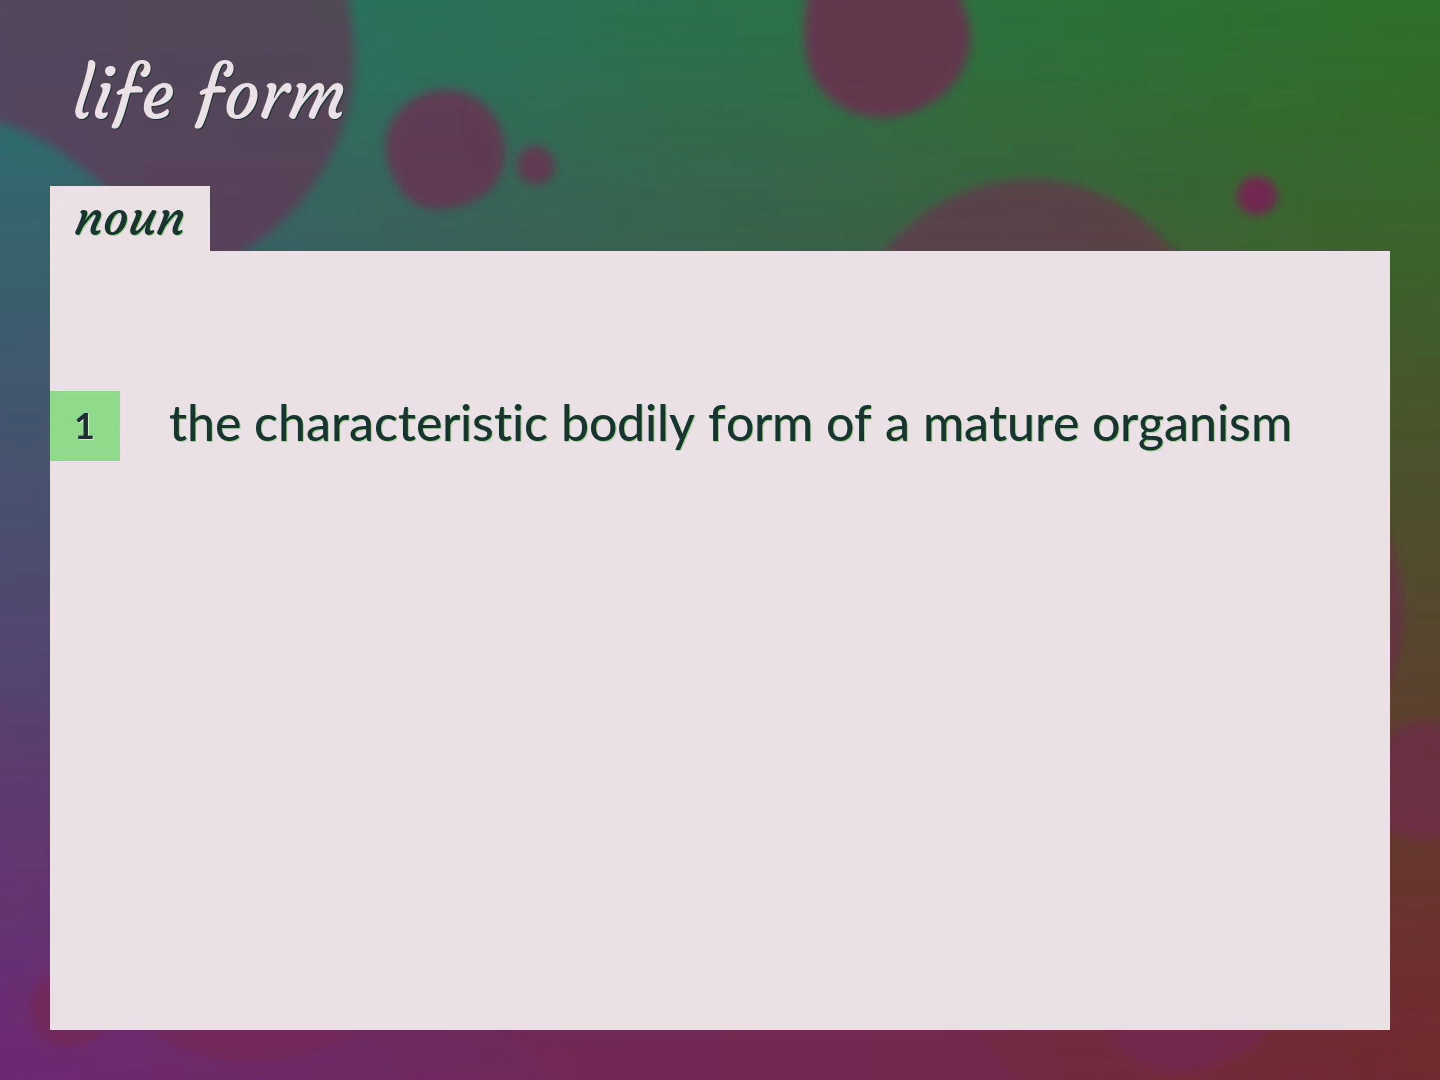 life form
noun
1 the characteristic bodily form of a mature organism